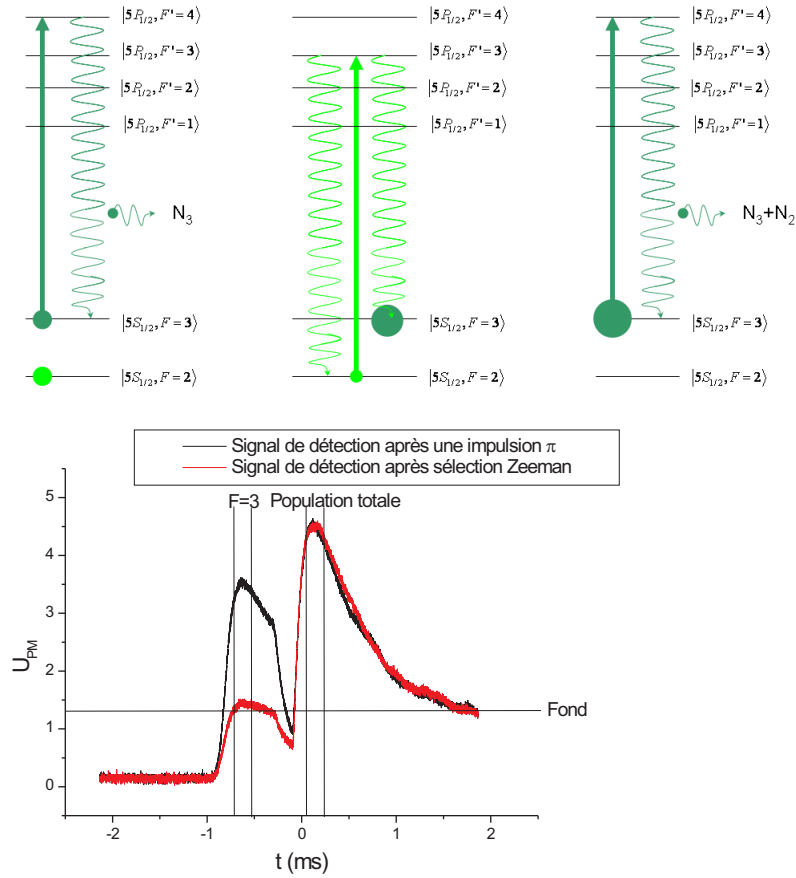 |5P1/2, F'=4⟩
|5P1/2, F'=3⟩
|5P1/2, F'=2⟩
|5P1/2, F'=1⟩
N3
|5S1/2, F=3⟩
|5S1/2, F=2⟩
|5P1/2, F'=4⟩
|5P1/2, F'=3⟩
|5P1/2, F'=2⟩
|5P1/2, F'=1⟩
|5S1/2, F=3⟩
|5S1/2, F=2⟩
|5P1/2, F'=4⟩
|5P1/2, F'=3⟩
|5P1/2, F'=2⟩
|5P1/2, F'=1⟩
N3+N2
|5S1/2, F=3⟩
|5S1/2, F=2⟩
Signal de détection après une impulsion π
Signal de détection après sélection Zeeman
F=3 Population totale
5
4
3
2
1
0
UPM
Fond
-2 -1 0 1 2
t (ms)